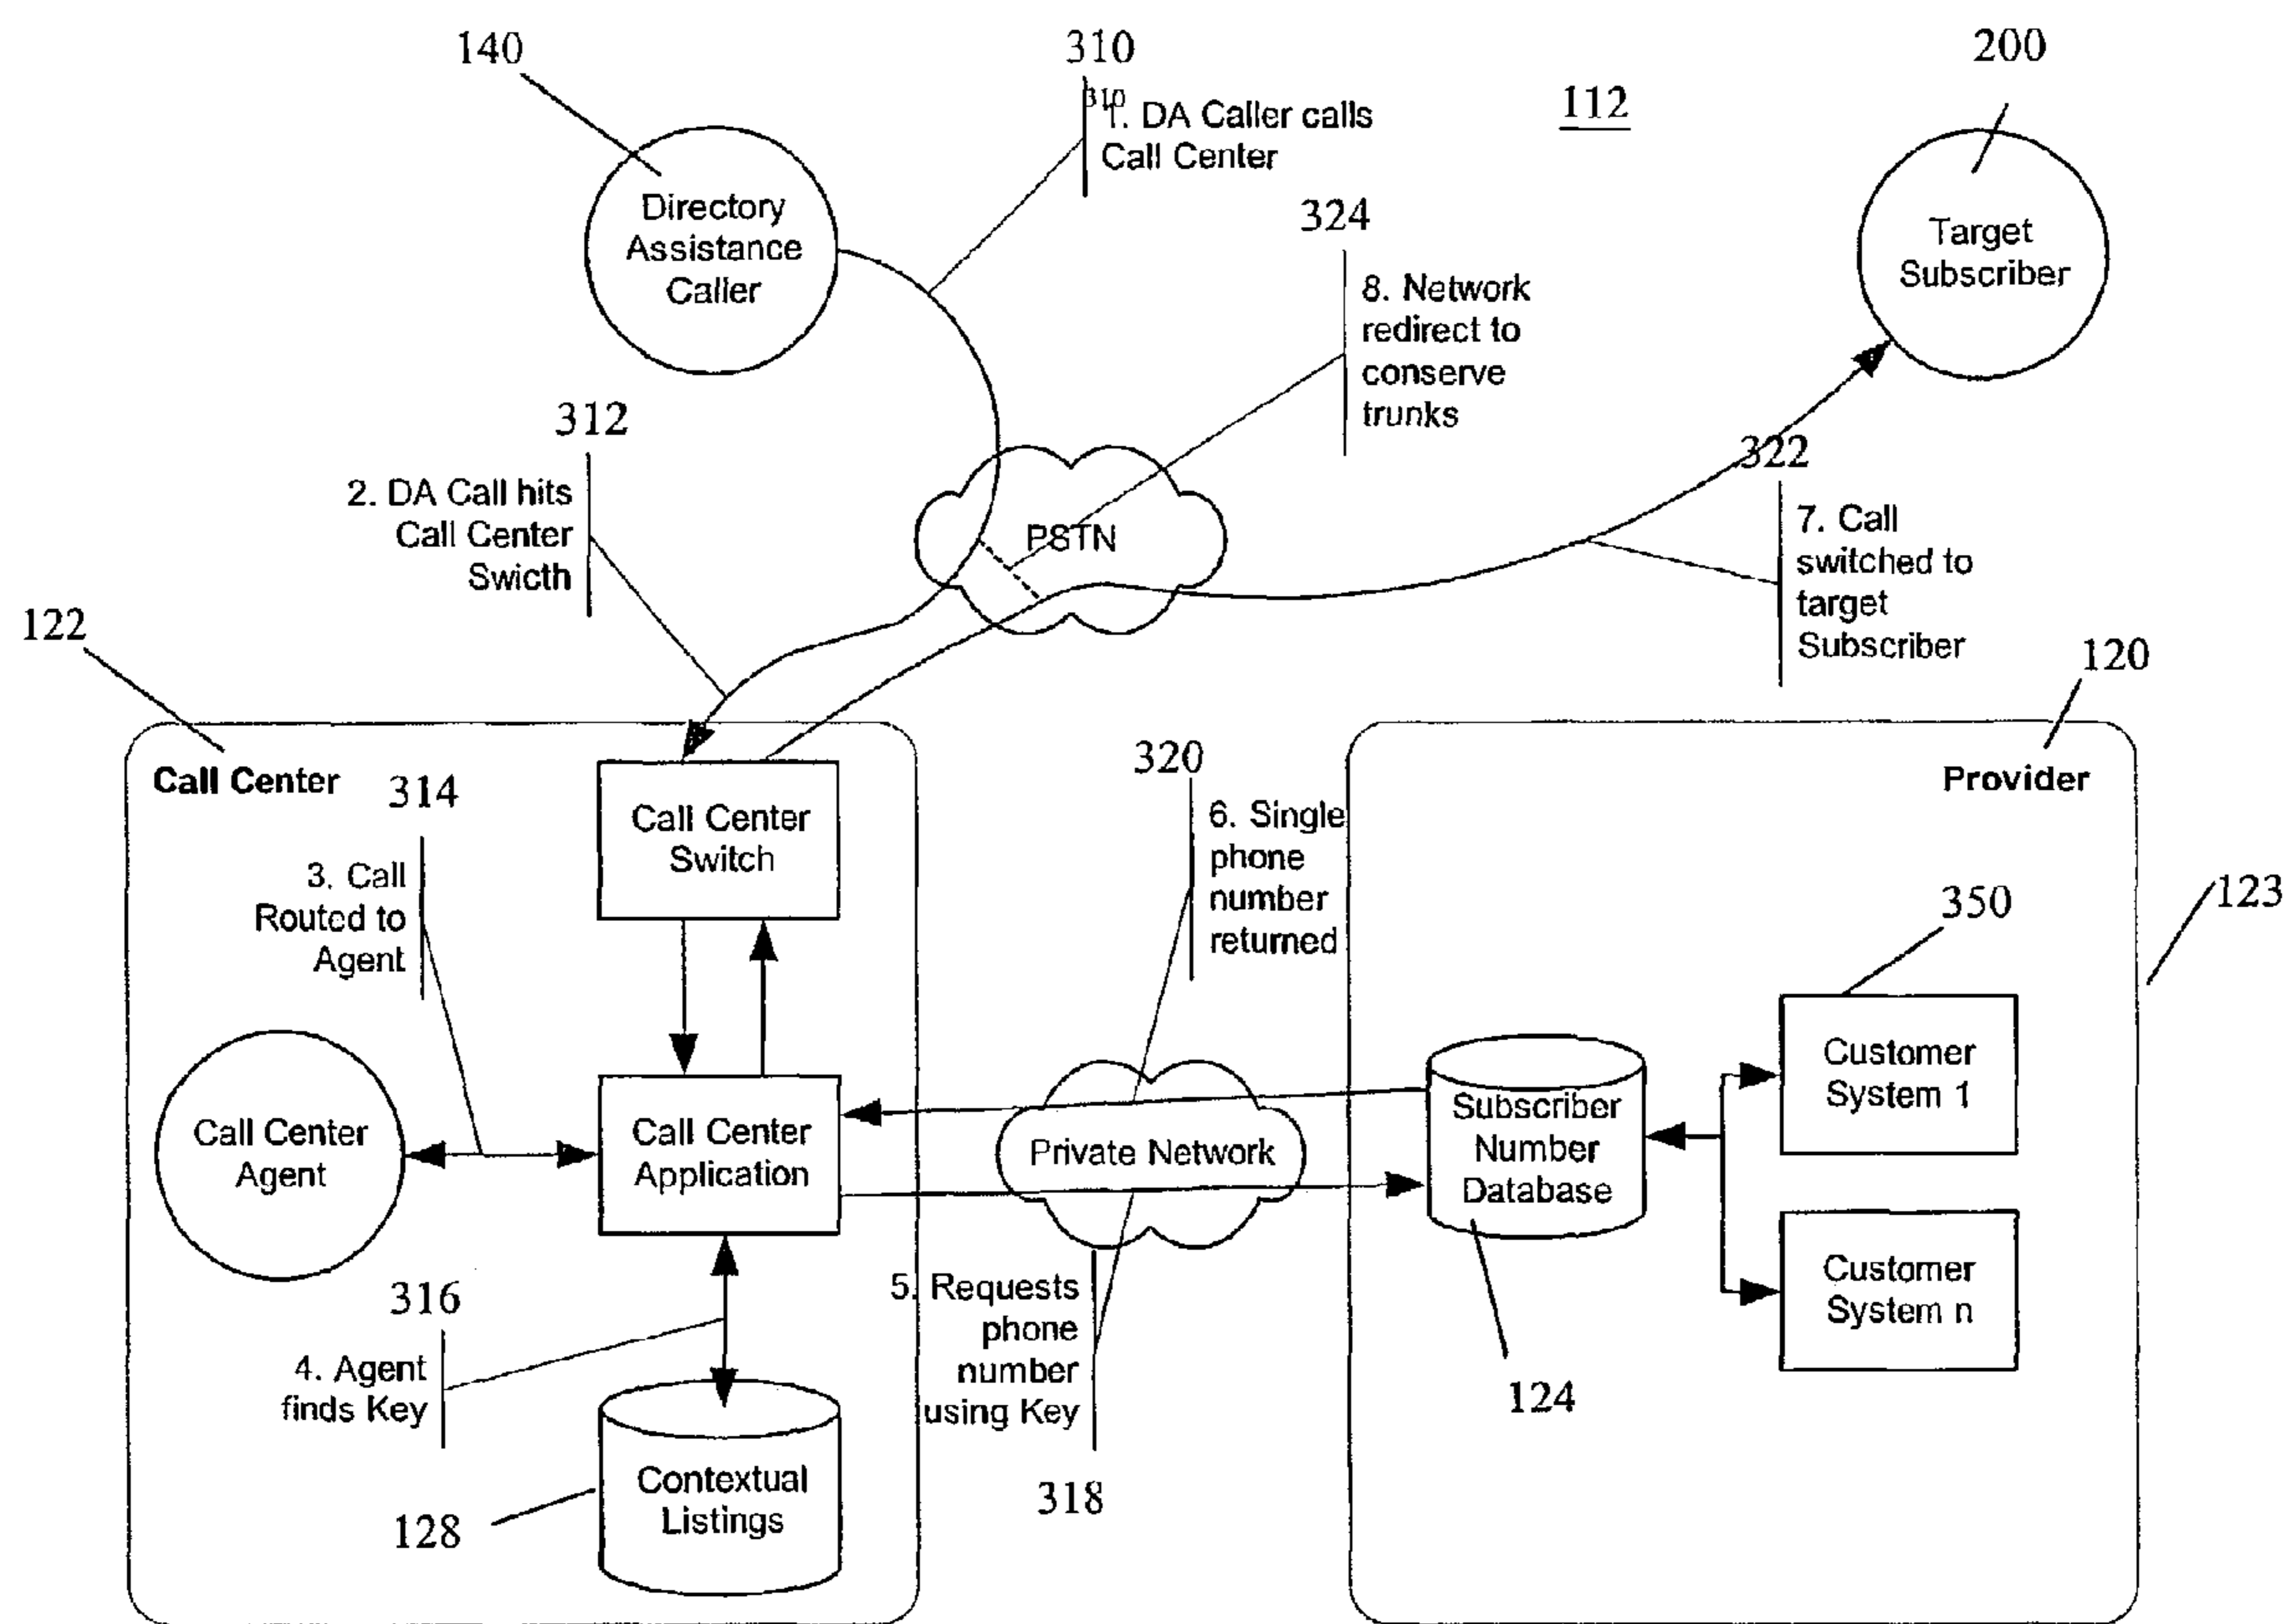 140
310
310
1. DA Caller calls
Call Center
112
200
Directory
Assistance
Caller
Target
Subscriber
324
8. Network
redirect to
conserve
trunks
312
2. DA Call hits
Call Center
Swicth
PSTN
322
7. Call
switched to
target
Subscriber
122
120
Call Center
Call Center
Switch
314
3. Call
Routed to
Agent
320
6. Single
phone
number
returned
Provider
123
350
Customer
System 1
Call Center
Agent
Call Center
Application
Private Network
Subscriber
Number
Database
Customer
System n
124
316
4. Agent
finds Key
5. Requests
phone
number
using Key
318
Contextual
Listings
128